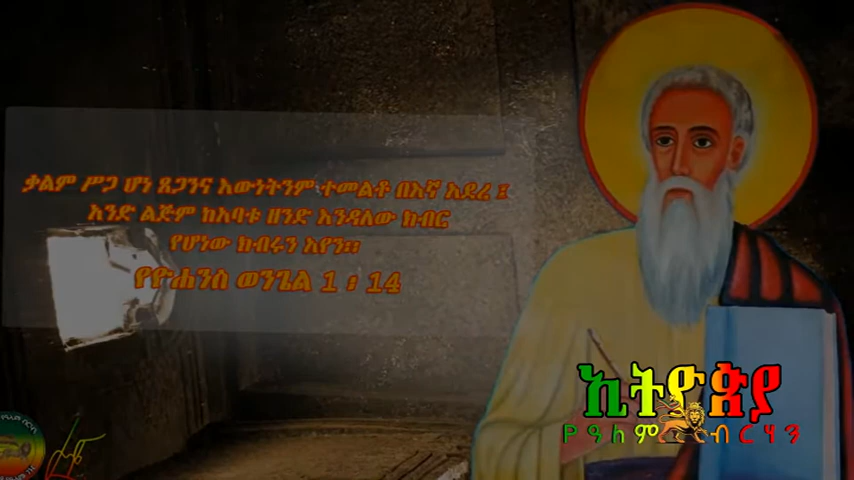 ቃልም ሥጋ ሆነ ጸጋንና እውነትንም ተመልቶ በእኛ አደረ ፤
አንድ ልጅም ከአባቱ ዘንድ እንዳለው ክብር
የሆነው ክብሩን አየን፡፡
የዮሐንስ ወንጌል 1 ፥ 14
ኢትዮጵያ
የዓለም ብርሃን